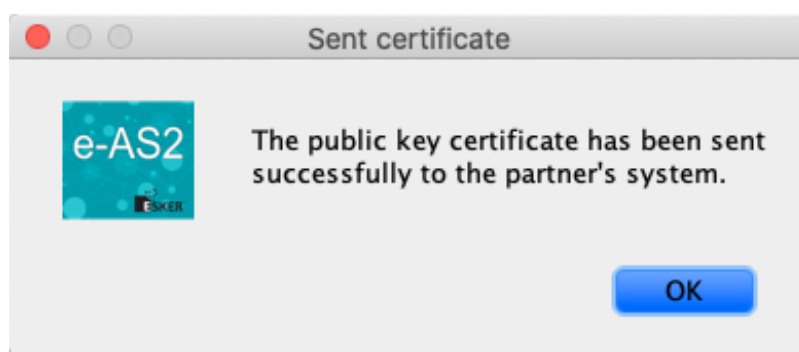 Sent certificate
e-AS2
ESKER
The public key certificate has been sent
successfully to the partner's system.
OK